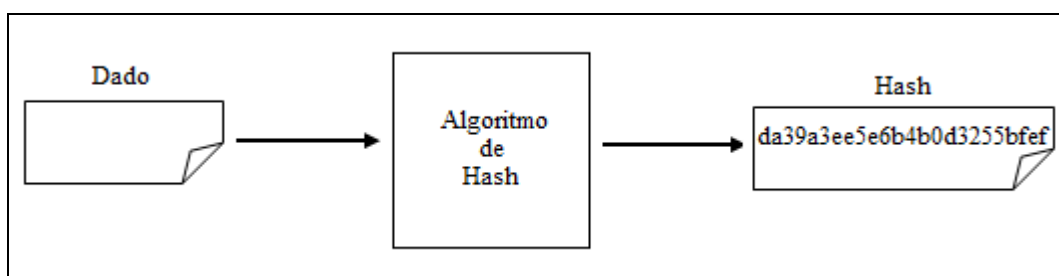 Dado
Algoritmo
de
Hash
Hash
da39a3ee5e6b4b0d3255bfef